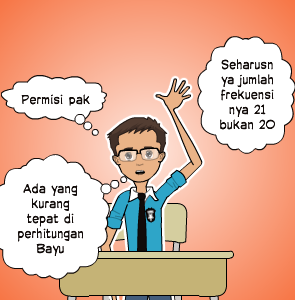 Permisi pak
Seharusn
ya jumlah
frekuensi
nya 21
bukan 20
Ada yang
kurang
tepat di
perhitungan
Bayu